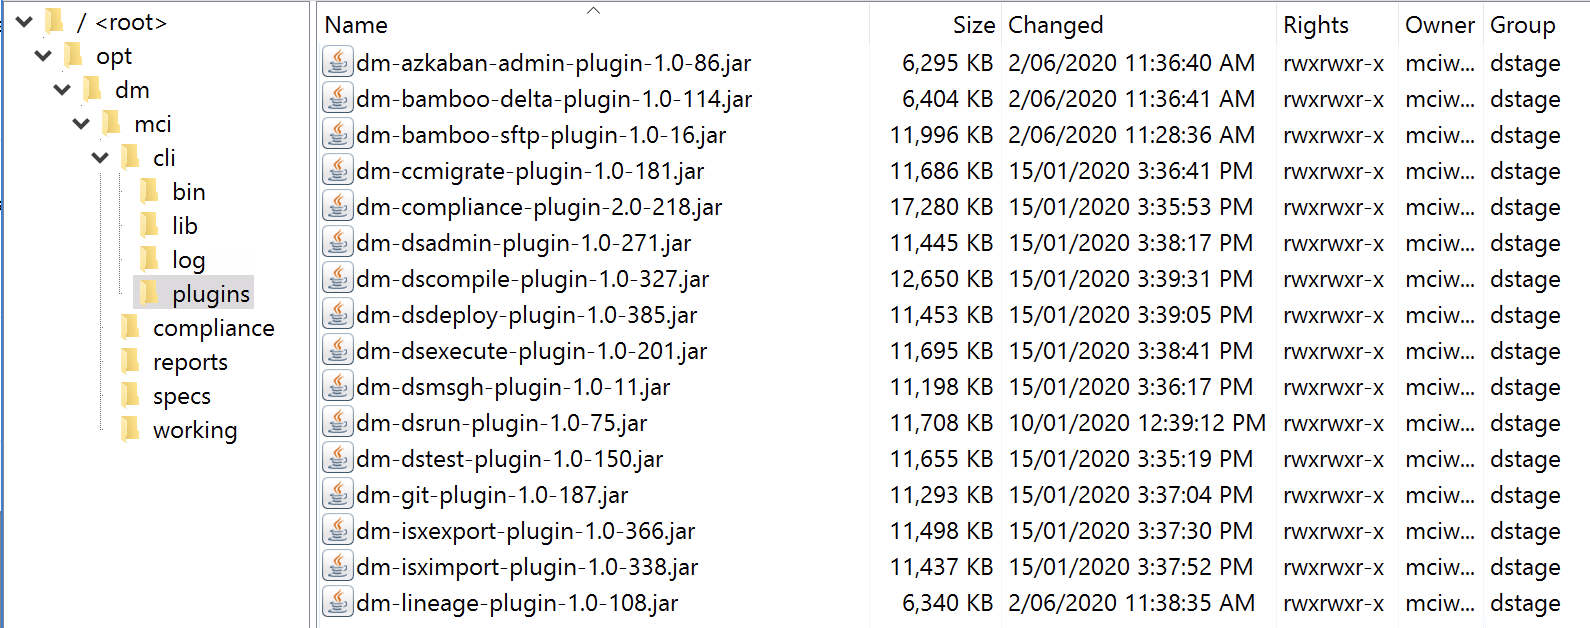 / <root>
opt
dm
mci
cli
bin
lib
log
plugins
compliance
reports
specs
working
Name Size Changed Rights Owner Group
dm-azkaban-admin-plugin-1.0-86.jar 6,295 KB 2/06/2020 11:36:40 AM rwxrwxr-x mciw... dstage
dm-bamboo-delta-plugin-1.0-114.jar 6,404 KB 2/06/2020 11:36:41 AM rwxrwxr-x mciw... dstage
dm-bamboo-sftp-plugin-1.0-16.jar 11,996 KB 2/06/2020 11:28:36 AM rwxrwxr-x mciw... dstage
dm-ccmigrate-plugin-1.0-181.jar 11,686 KB 15/01/2020 3:36:41 PM rwxrwxr-x mciw... dstage
dm-compliance-plugin-2.0-218.jar 17,280 KB 15/01/2020 3:35:53 PM rwxrwxr-x mciw... dstage
dm-dsadmin-plugin-1.0-271.jar 11,445 KB 15/01/2020 3:38:17 PM rwxrwxr-x mciw... dstage
dm-dscompile-plugin-1.0-327.jar 12,650 KB 15/01/2020 3:39:31 PM rwxrwxr-x mciw... dstage
dm-dsdeploy-plugin-1.0-385.jar 11,453 KB 15/01/2020 3:39:05 PM rwxrwxr-x mciw... dstage
dm-dsexecute-plugin-1.0-201.jar 11,695 KB 15/01/2020 3:38:41 PM rwxrwxr-x mciw... dstage
dm-dsmsgh-plugin-1.0-11.jar 11,198 KB 15/01/2020 3:36:17 PM rwxrwxr-x mciw... dstage
dm-dsrun-plugin-1.0-75.jar 11,708 KB 10/01/2020 12:39:12 PM rwxrwxr-x mciw... dstage
dm-dstest-plugin-1.0-150.jar 11,655 KB 15/01/2020 3:35:19 PM rwxrwxr-x mciw... dstage
dm-git-plugin-1.0-187.jar 11,293 KB 15/01/2020 3:37:04 PM rwxrwxr-x mciw... dstage
dm-isxexport-plugin-1.0-366.jar 11,498 KB 15/01/2020 3:37:30 PM rwxrwxr-x mciw... dstage
dm-isximport-plugin-1.0-338.jar 11,437 KB 15/01/2020 3:37:52 PM rwxrwxr-x mciw... dstage
dm-lineage-plugin-1.0-108.jar 6,340 KB 2/06/2020 11:38:35 AM rwxrwxr-x mciw... dstage